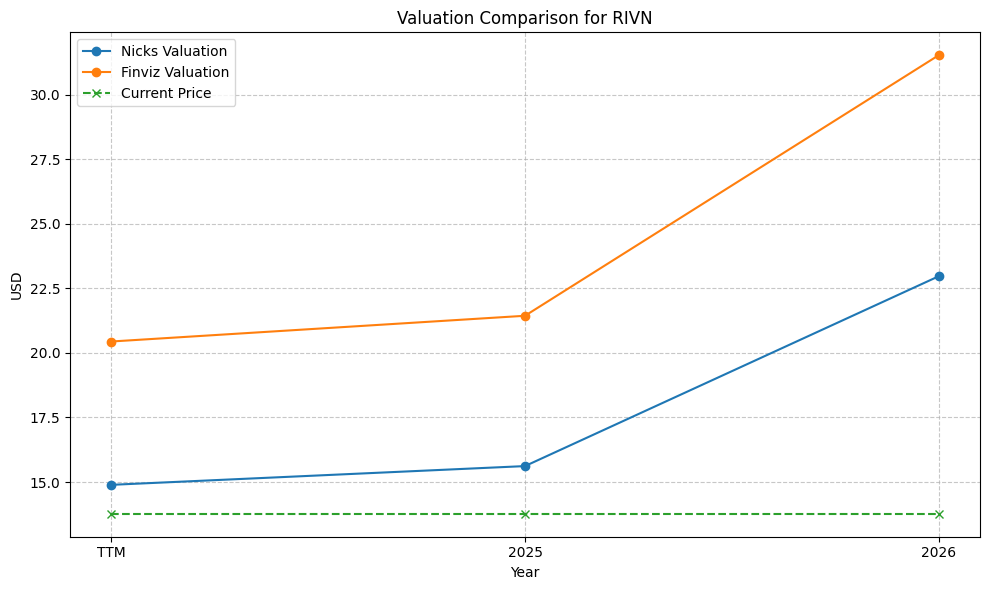 Valuation Comparison for RIVN
Nicks Valuation
Finviz Valuation
Current Price
30.0
27.5
25.0
22.5
20.0
17.5
15.0
USD
TTM
2025
2026
Year